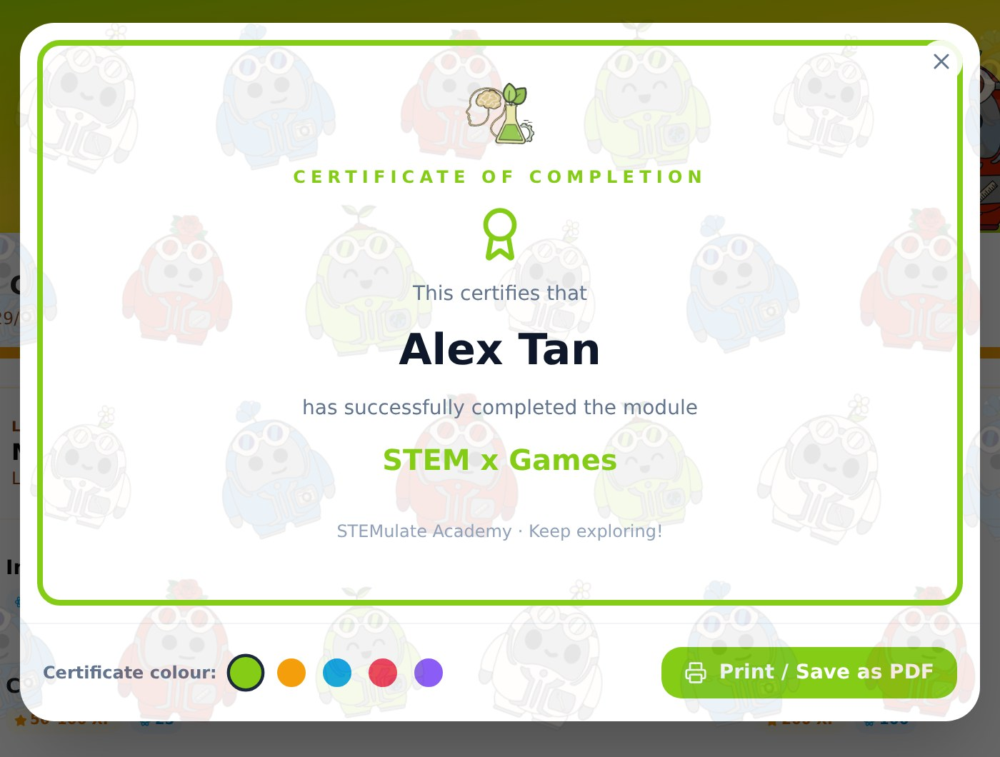 CERTIFICATE OF COMPLETION
This certifies that
Alex Tan
has successfully completed the module
STEM x Games
STEMulate Academy · Keep exploring!
Certificate colour:
Print / Save as PDF